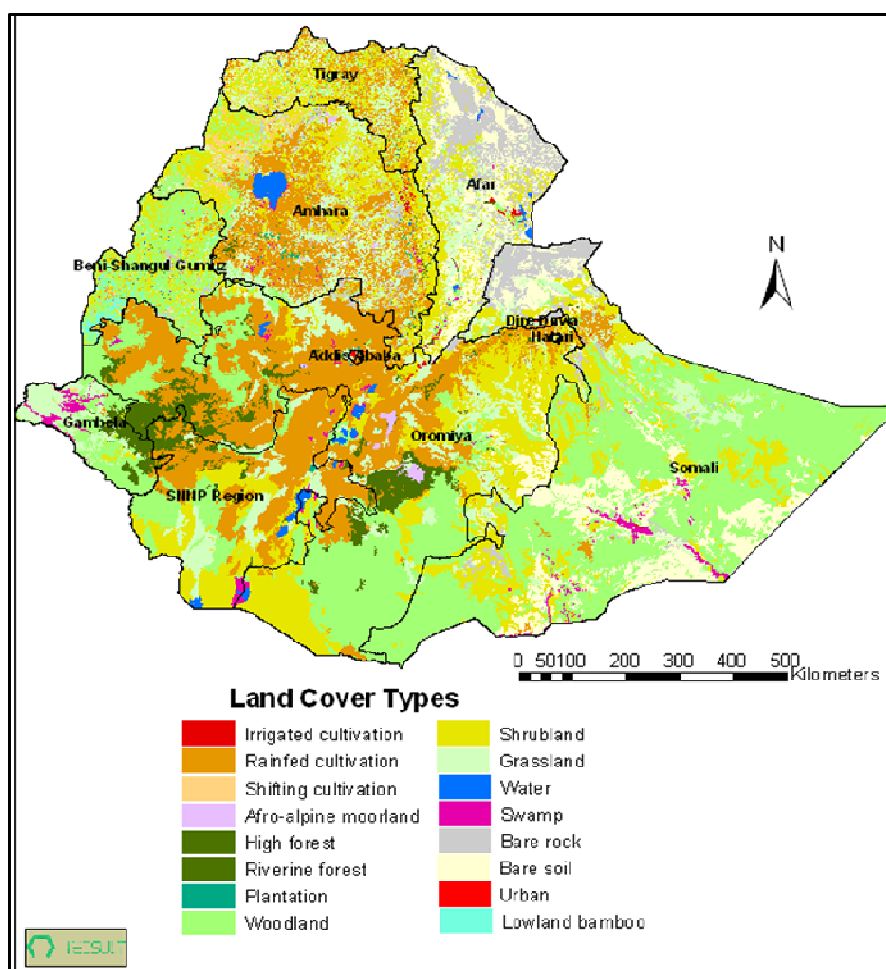 Tigray
Afar
Amhara
N
Beni-Shangul Gumuz
Dire Dawa
Harari
Addis Ababa
Gambela
Oromiya
Somali
SNNP Region
0 50100 200 300 400 500
Kilometers
Land Cover Types
Irrigated cultivation
Rainfed cultivation
Shifting cultivation
Afro-alpine moorland
High forest
Riverine forest
Plantation
Woodland
Shrubland
Grassland
Water
Swamp
Bare rock
Bare soil
Urban
Lowland bamboo